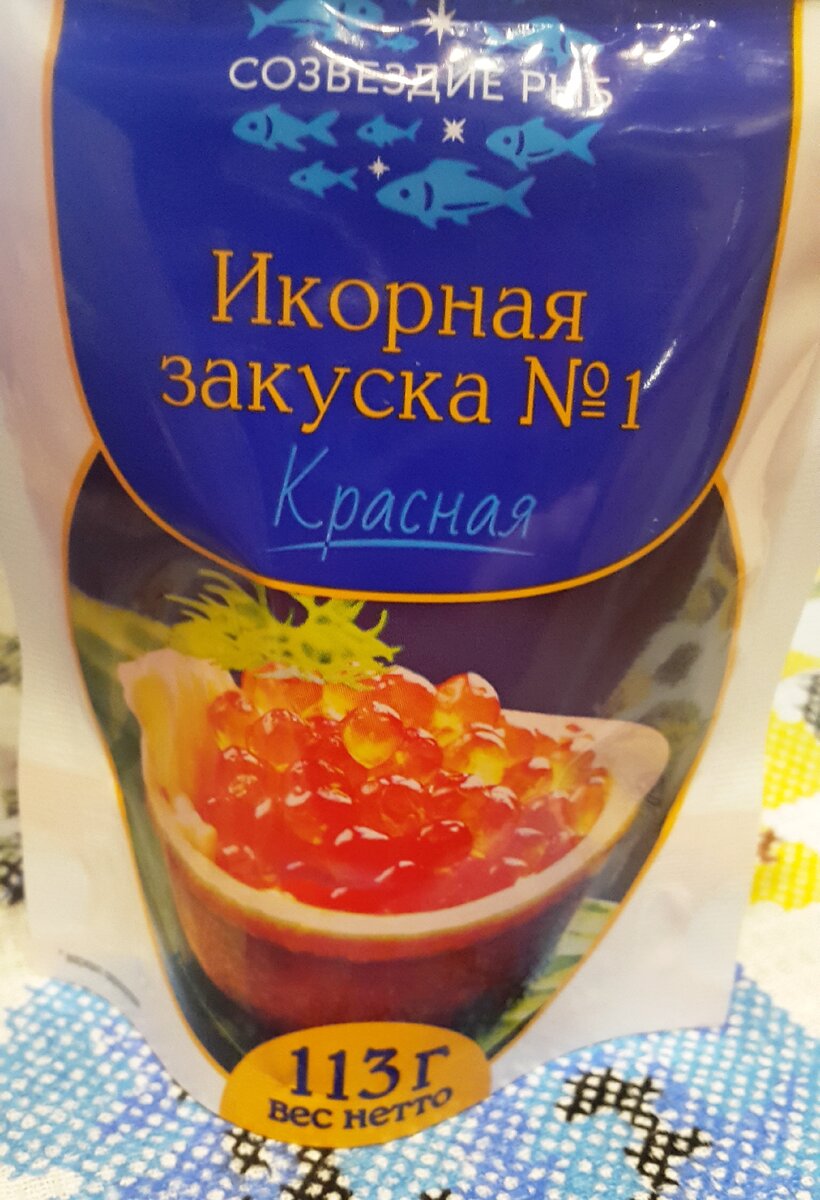 СОЗВЕЗДИЕ РЫБ
Икорная
закуска №1
Красная
113г
вес нетто